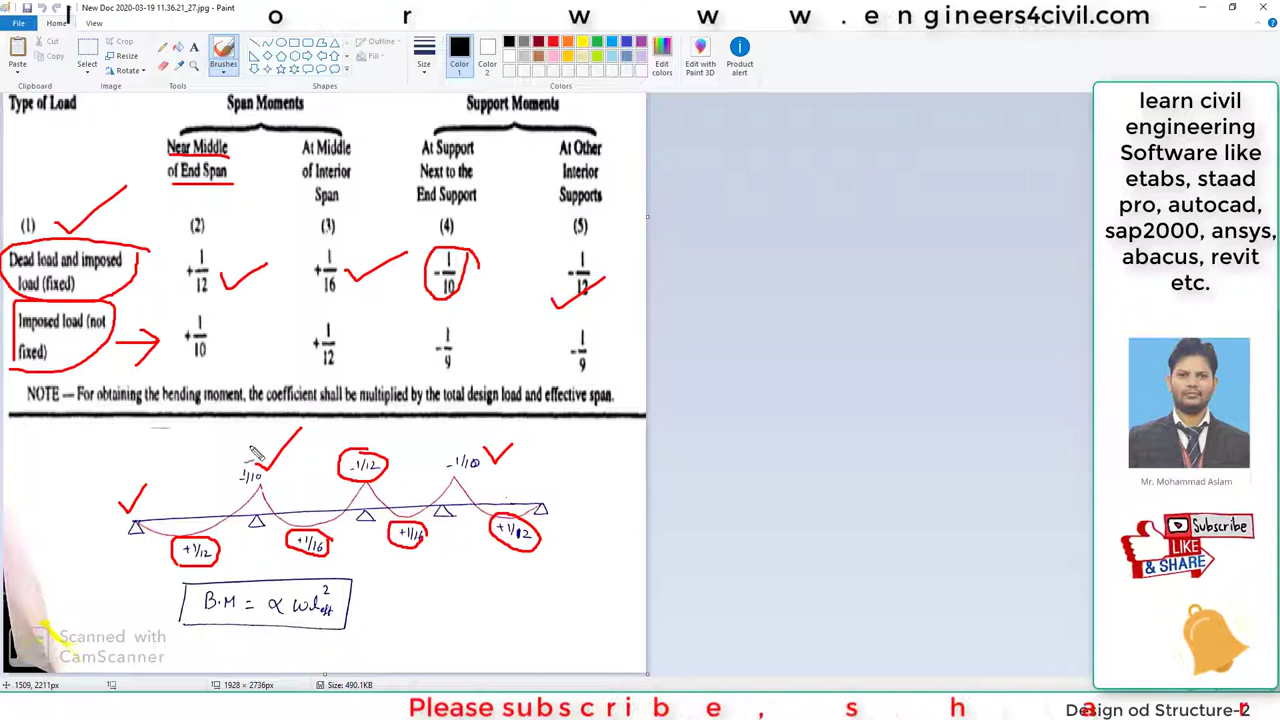 l o r w w w . e n g i n e e r s 4 c i v i l . c o m
New Doc 2020-03-19 11.36.21_27.jpg - Paint
File Home View
Paste
Cut
Copy
Clipboard
Select
Crop
Resize
Rotate
Image
Tools
Brushes
Outline
Fill
Shapes
Size
Color 1
Color 2
Edit colors
Colors
Edit with Paint 3D
Product alert
Type of Load
Span Moments
Support Moments
Near Middle of End Span
At Middle of Interior Span
At Support Next to the End Support
At Other Interior Supports
(1) (2) (3) (4) (5)
Dead load and imposed load (fixed) +1/12 +1/16 -1/10 -1/12
Imposed load (not fixed) +1/10 +1/12 -1/9 -1/9
NOTE — For obtaining the bending moment, the coefficient shall be multiplied by the total design load and effective span.
-1/10 -1/12 -1/10
+1/12 +1/16 +1/16 +1/12
B.M = α wl²eff
Scanned with
CamScanner
1509, 2211px
1928 × 2736px
Size: 490.1KB
learn civil
engineering
Software like
etabs, staad
pro, autocad,
sap2000, ansys,
abacus, revit
etc.
Mr. Mohammad Aslam
Subscribe
LIKE
& SHARE
Please subscribe, s h a r
Design od Structure-2